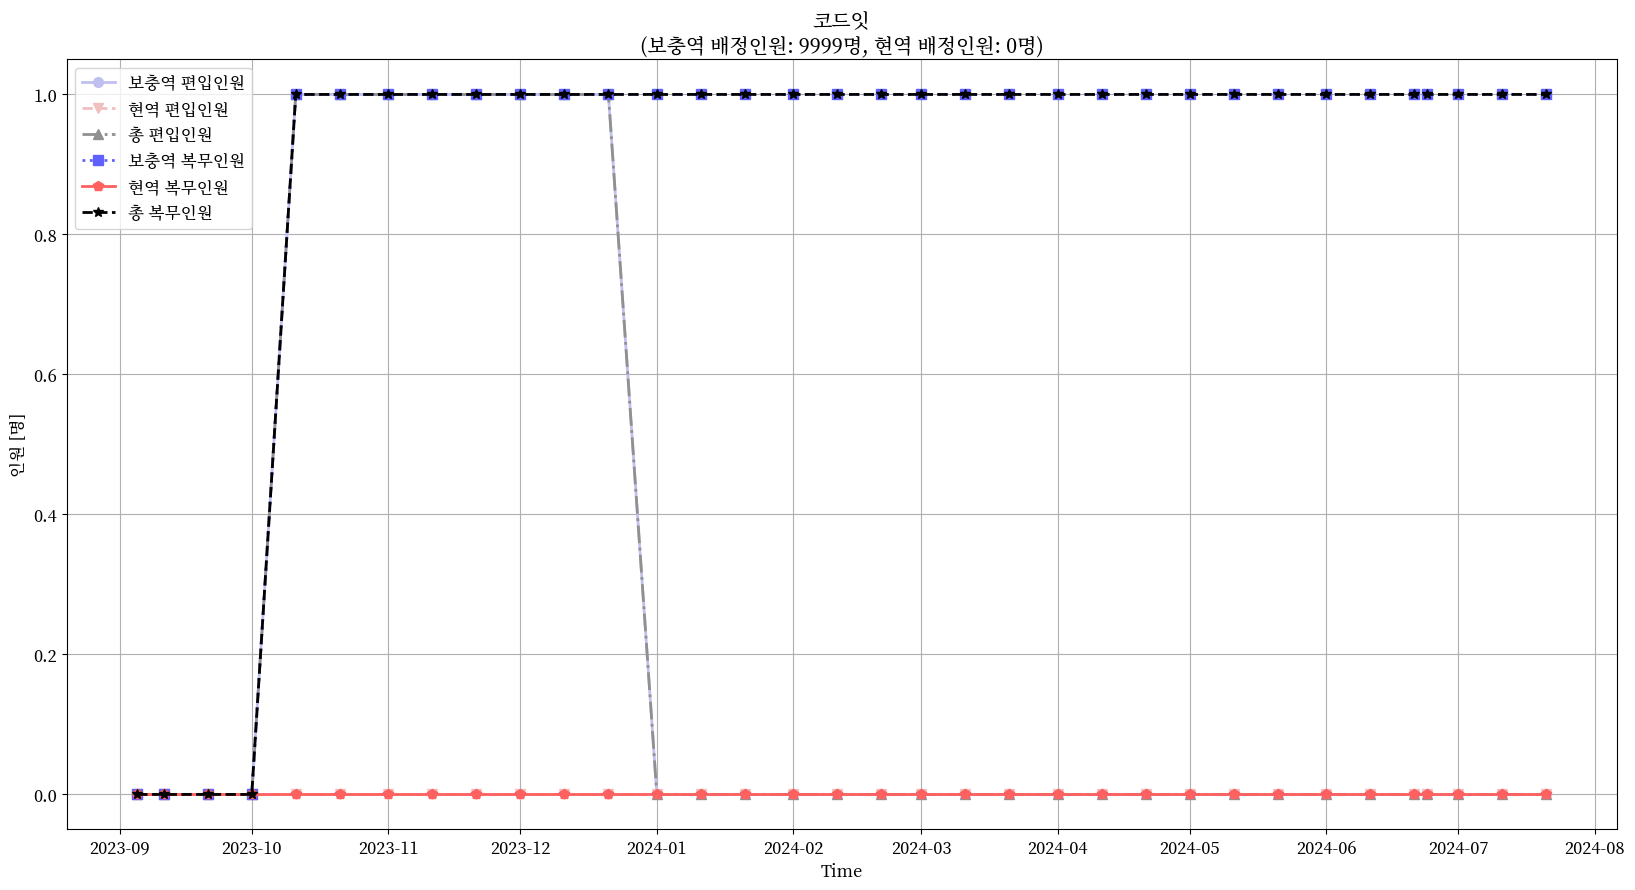 코드잇
(보충역 배정인원: 9999명, 현역 배정인원: 0명)
보충역 편입인원
현역 편입인원
총 편입인원
보충역 복무인원
현역 복무인원
총 복무인원
인원 [명]
1.0
0.8
0.6
0.4
0.2
0.0
2023-09 2023-10 2023-11 2023-12 2024-01 2024-02 2024-03 2024-04 2024-05 2024-06 2024-07 2024-08
Time